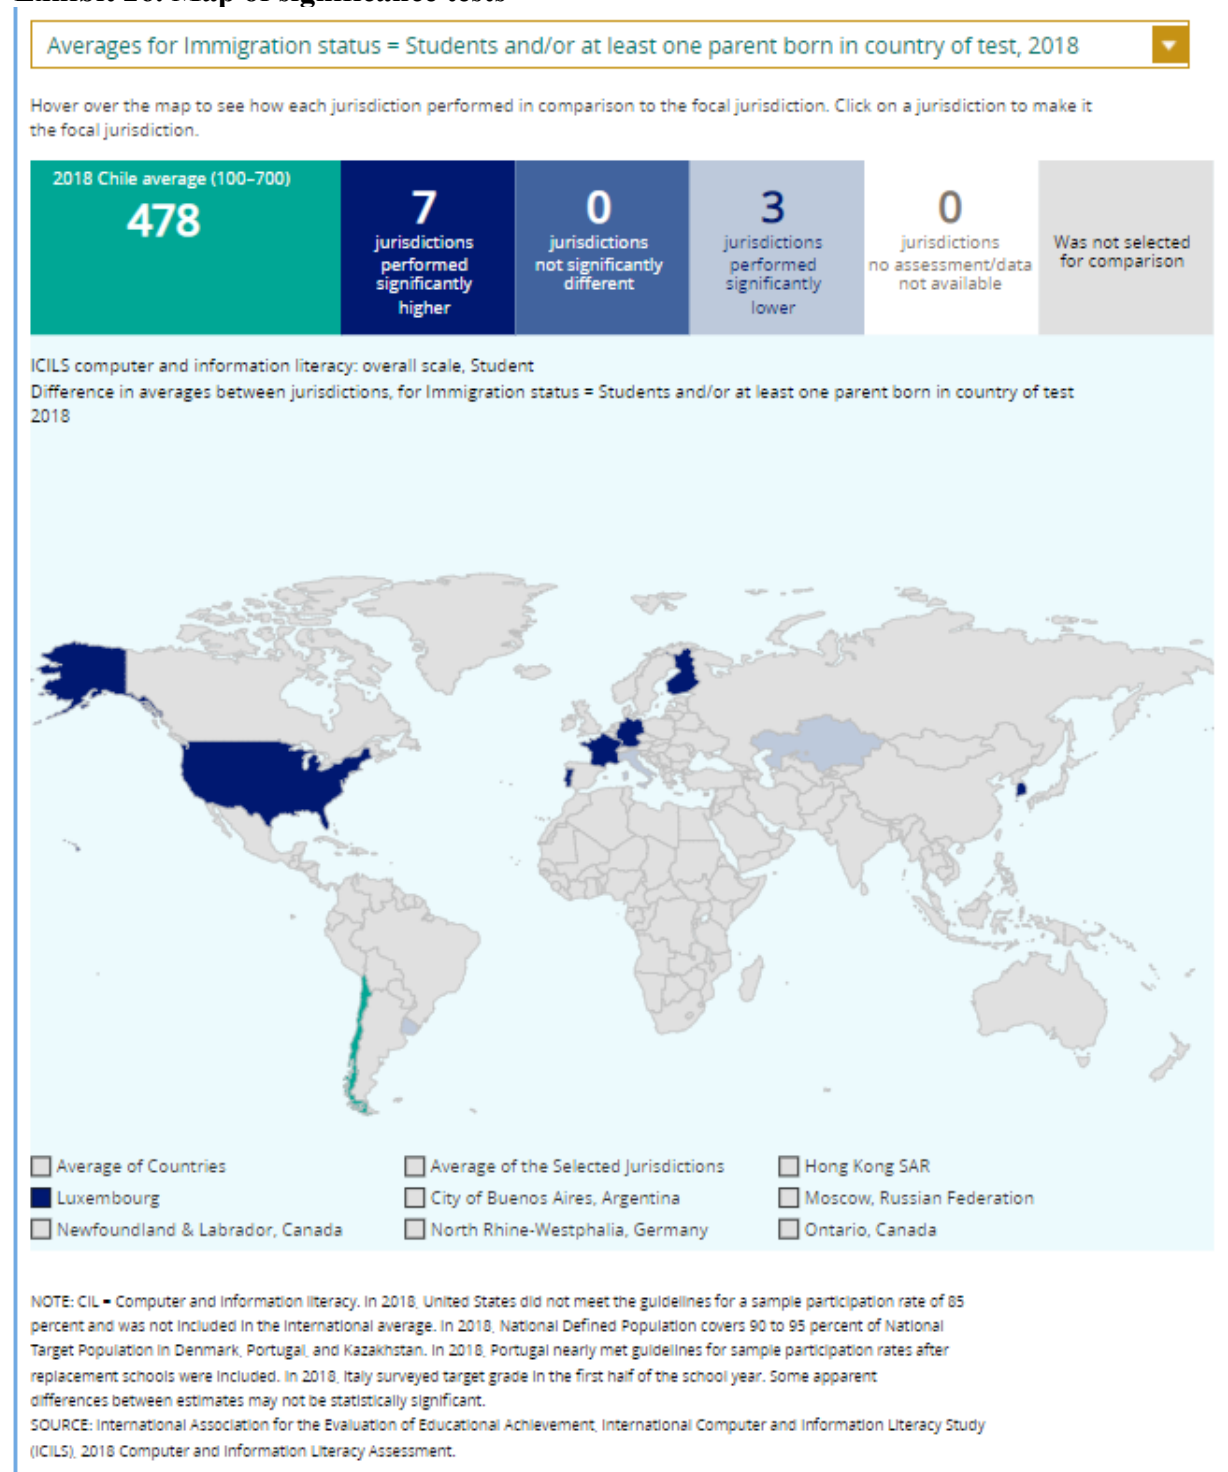 Exhibit 26. Map of significance tests
Averages for Immigration status = Students and/or at least one parent born in country of test, 2018
Hover over the map to see how each jurisdiction performed in comparison to the focal jurisdiction. Click on a jurisdiction to make it
the focal jurisdiction.
2018 Chile average (100–700)
478
7
jurisdictions
performed
significantly
higher
0
jurisdictions
not significantly
different
3
jurisdictions
performed
significantly
lower
0
jurisdictions
no assessment/data
not available
Was not selected
for comparison
ICILS computer and information literacy: overall scale, Student
Difference in averages between jurisdictions, for Immigration status = Students and/or at least one parent born in country of test
2018
Average of Countries
Average of the Selected Jurisdictions
Hong Kong SAR
Luxembourg
City of Buenos Aires, Argentina
Moscow, Russian Federation
Newfoundland & Labrador, Canada
North Rhine-Westphalia, Germany
Ontario, Canada
NOTE: CIL = Computer and information literacy. In 2018, United States did not meet the guidelines for a sample participation rate of 85
percent and was not included in the international average. In 2018, National Defined Population covers 90 to 95 percent of National
Target Population in Denmark, Portugal, and Kazakhstan. In 2018, Portugal nearly met guidelines for sample participation rates after
replacement schools were included. In 2018, Italy surveyed target grade in the first half of the school year. Some apparent
differences between estimates may not be statistically significant.
SOURCE: International Association for the Evaluation of Educational Achievement, International Computer and Information Literacy Study
(ICILS), 2018 Computer and Information Literacy Assessment.